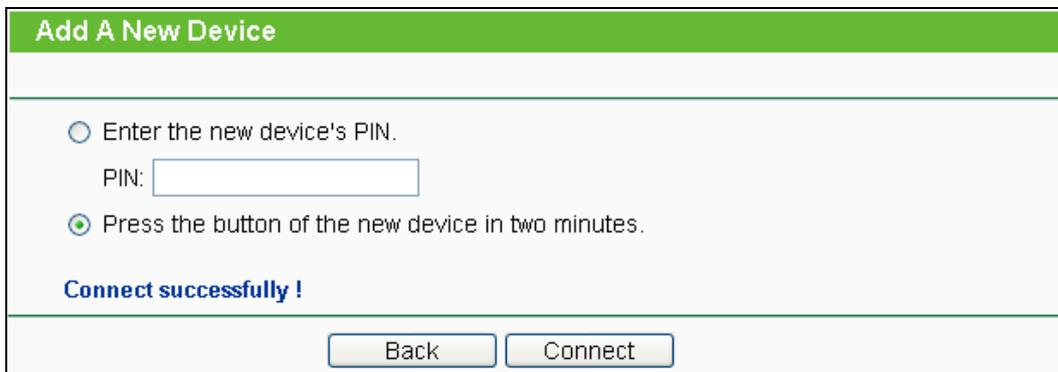 Add A New Device
Enter the new device's PIN.
PIN:
Press the button of the new device in two minutes.
Connect successfully !
Back Connect